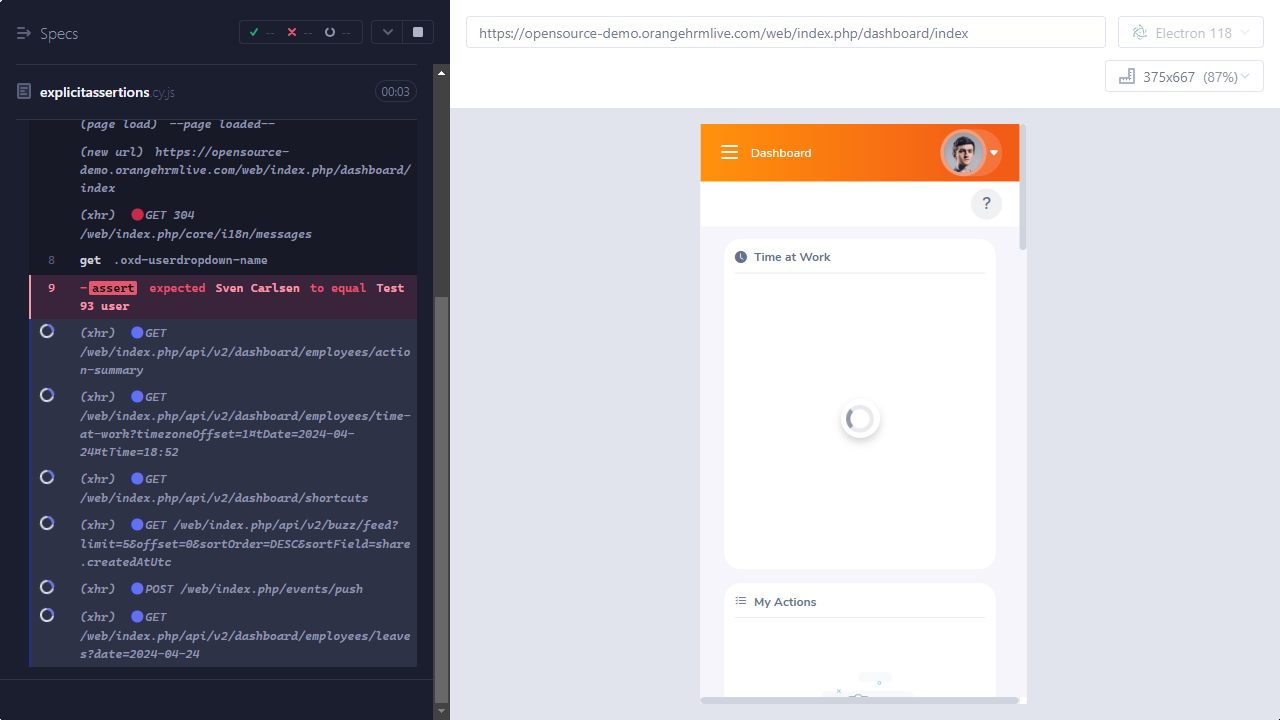 Specs
--
--
--
explicitassertions cy.js
00:03
(page load) --page loaded--
(new url) https://opensource-
demo.orangehrmlive.com/web/index.php/dashboard/
index
(xhr) GET 304
/web/index.php/core/i18n/messages
8 get .oxd-userdropdown-name
9 -assert expected Sven Carlsen to equal Test
93 user
(xhr) GET
/web/index.php/api/v2/dashboard/employees/actio
n-summary
(xhr) GET
/web/index.php/api/v2/dashboard/employees/time-
at-work?timezoneOffset=1¤tDate=2024-04-
24¤tTime=18:52
(xhr) GET
/web/index.php/api/v2/dashboard/shortcuts
(xhr) GET /web/index.php/api/v2/buzz/feed?
limit=5&offset=0&sortOrder=DESC&sortField=share
.createdAtUtc
(xhr) POST /web/index.php/events/push
(xhr) GET
/web/index.php/api/v2/dashboard/employees/leave
s?date=2024-04-24
https://opensource-demo.orangehrmlive.com/web/index.php/dashboard/index
Electron 118
375x667 (87%)
Dashboard
?
Time at Work
My Actions